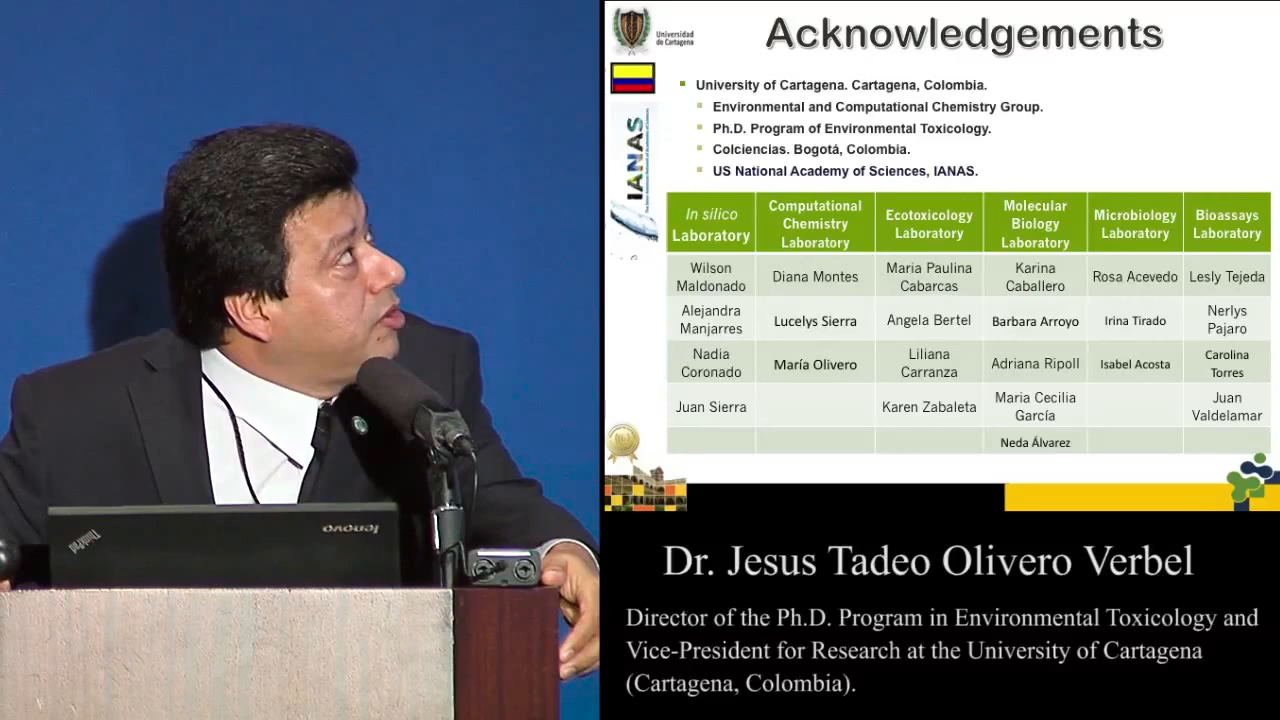 Universidad
de Cartagena
Acknowledgements
University of Cartagena. Cartagena, Colombia.
Environmental and Computational Chemistry Group.
Ph.D. Program of Environmental Toxicology.
Colciencias. Bogotá, Colombia.
US National Academy of Sciences, IANAS.
IANAS
In silico Laboratory
Computational Chemistry Laboratory
Ecotoxicology Laboratory
Molecular Biology Laboratory
Microbiology Laboratory
Bioassays Laboratory
Wilson Maldonado
Diana Montes
Maria Paulina Cabarcas
Karina Caballero
Rosa Acevedo
Lesly Tejeda
Alejandra Manjarres
Lucelys Sierra
Angela Bertel
Barbara Arroyo
Irina Tirado
Nerlys Pajaro
Nadia Coronado
María Olivero
Liliana Carranza
Adriana Ripoll
Isabel Acosta
Carolina Torres
Juan Sierra
Karen Zabaleta
Maria Cecilia García
Juan Valdelamar
Neda Álvarez
ThinkPad
lenovo
Dr. Jesus Tadeo Olivero Verbel
Director of the Ph.D. Program in Environmental Toxicology and
Vice-President for Research at the University of Cartagena
(Cartagena, Colombia).